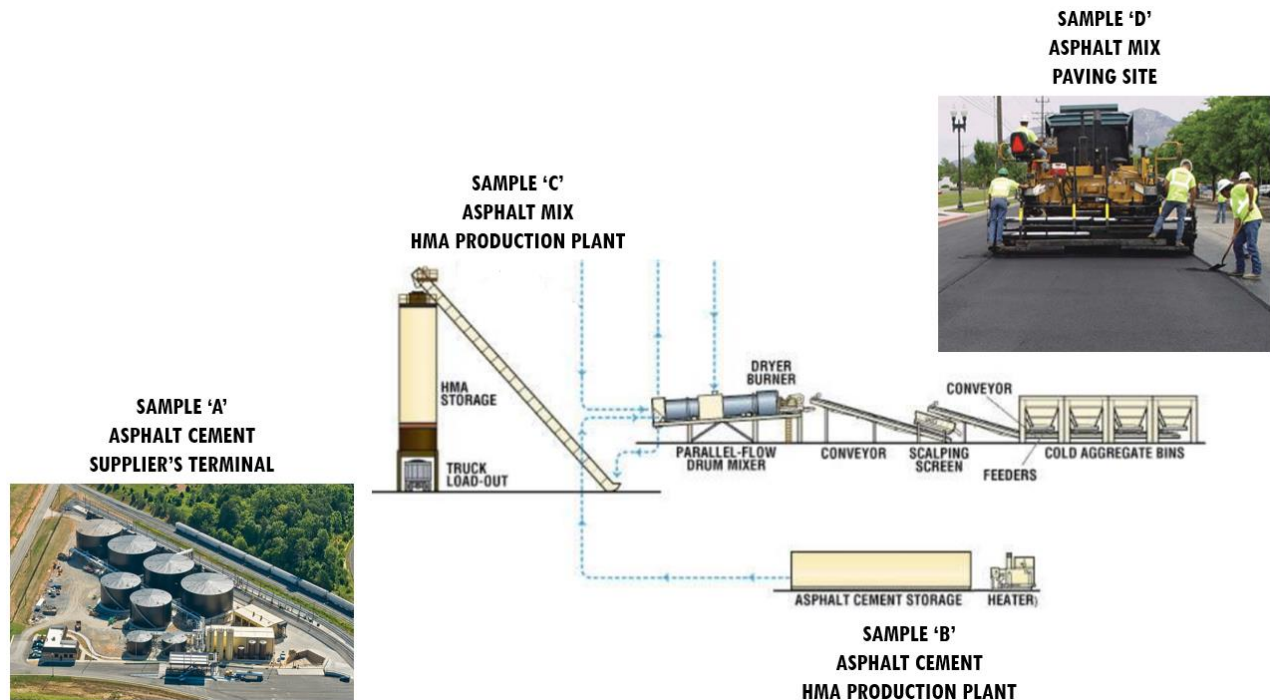 SAMPLE ‘D’
ASPHALT MIX
PAVING SITE
SAMPLE ‘C’
ASPHALT MIX
HMA PRODUCTION PLANT
SAMPLE ‘A’
ASPHALT CEMENT
SUPPLIER’S TERMINAL
HMA
STORAGE
TRUCK
LOAD-OUT
DRYER
BURNER
PARALLEL-FLOW
DRUM MIXER
CONVEYOR
SCALPING
SCREEN
CONVEYOR
FEEDERS
COLD AGGREGATE BINS
ASPHALT CEMENT STORAGE
HEATER)
SAMPLE ‘B’
ASPHALT CEMENT
HMA PRODUCTION PLANT